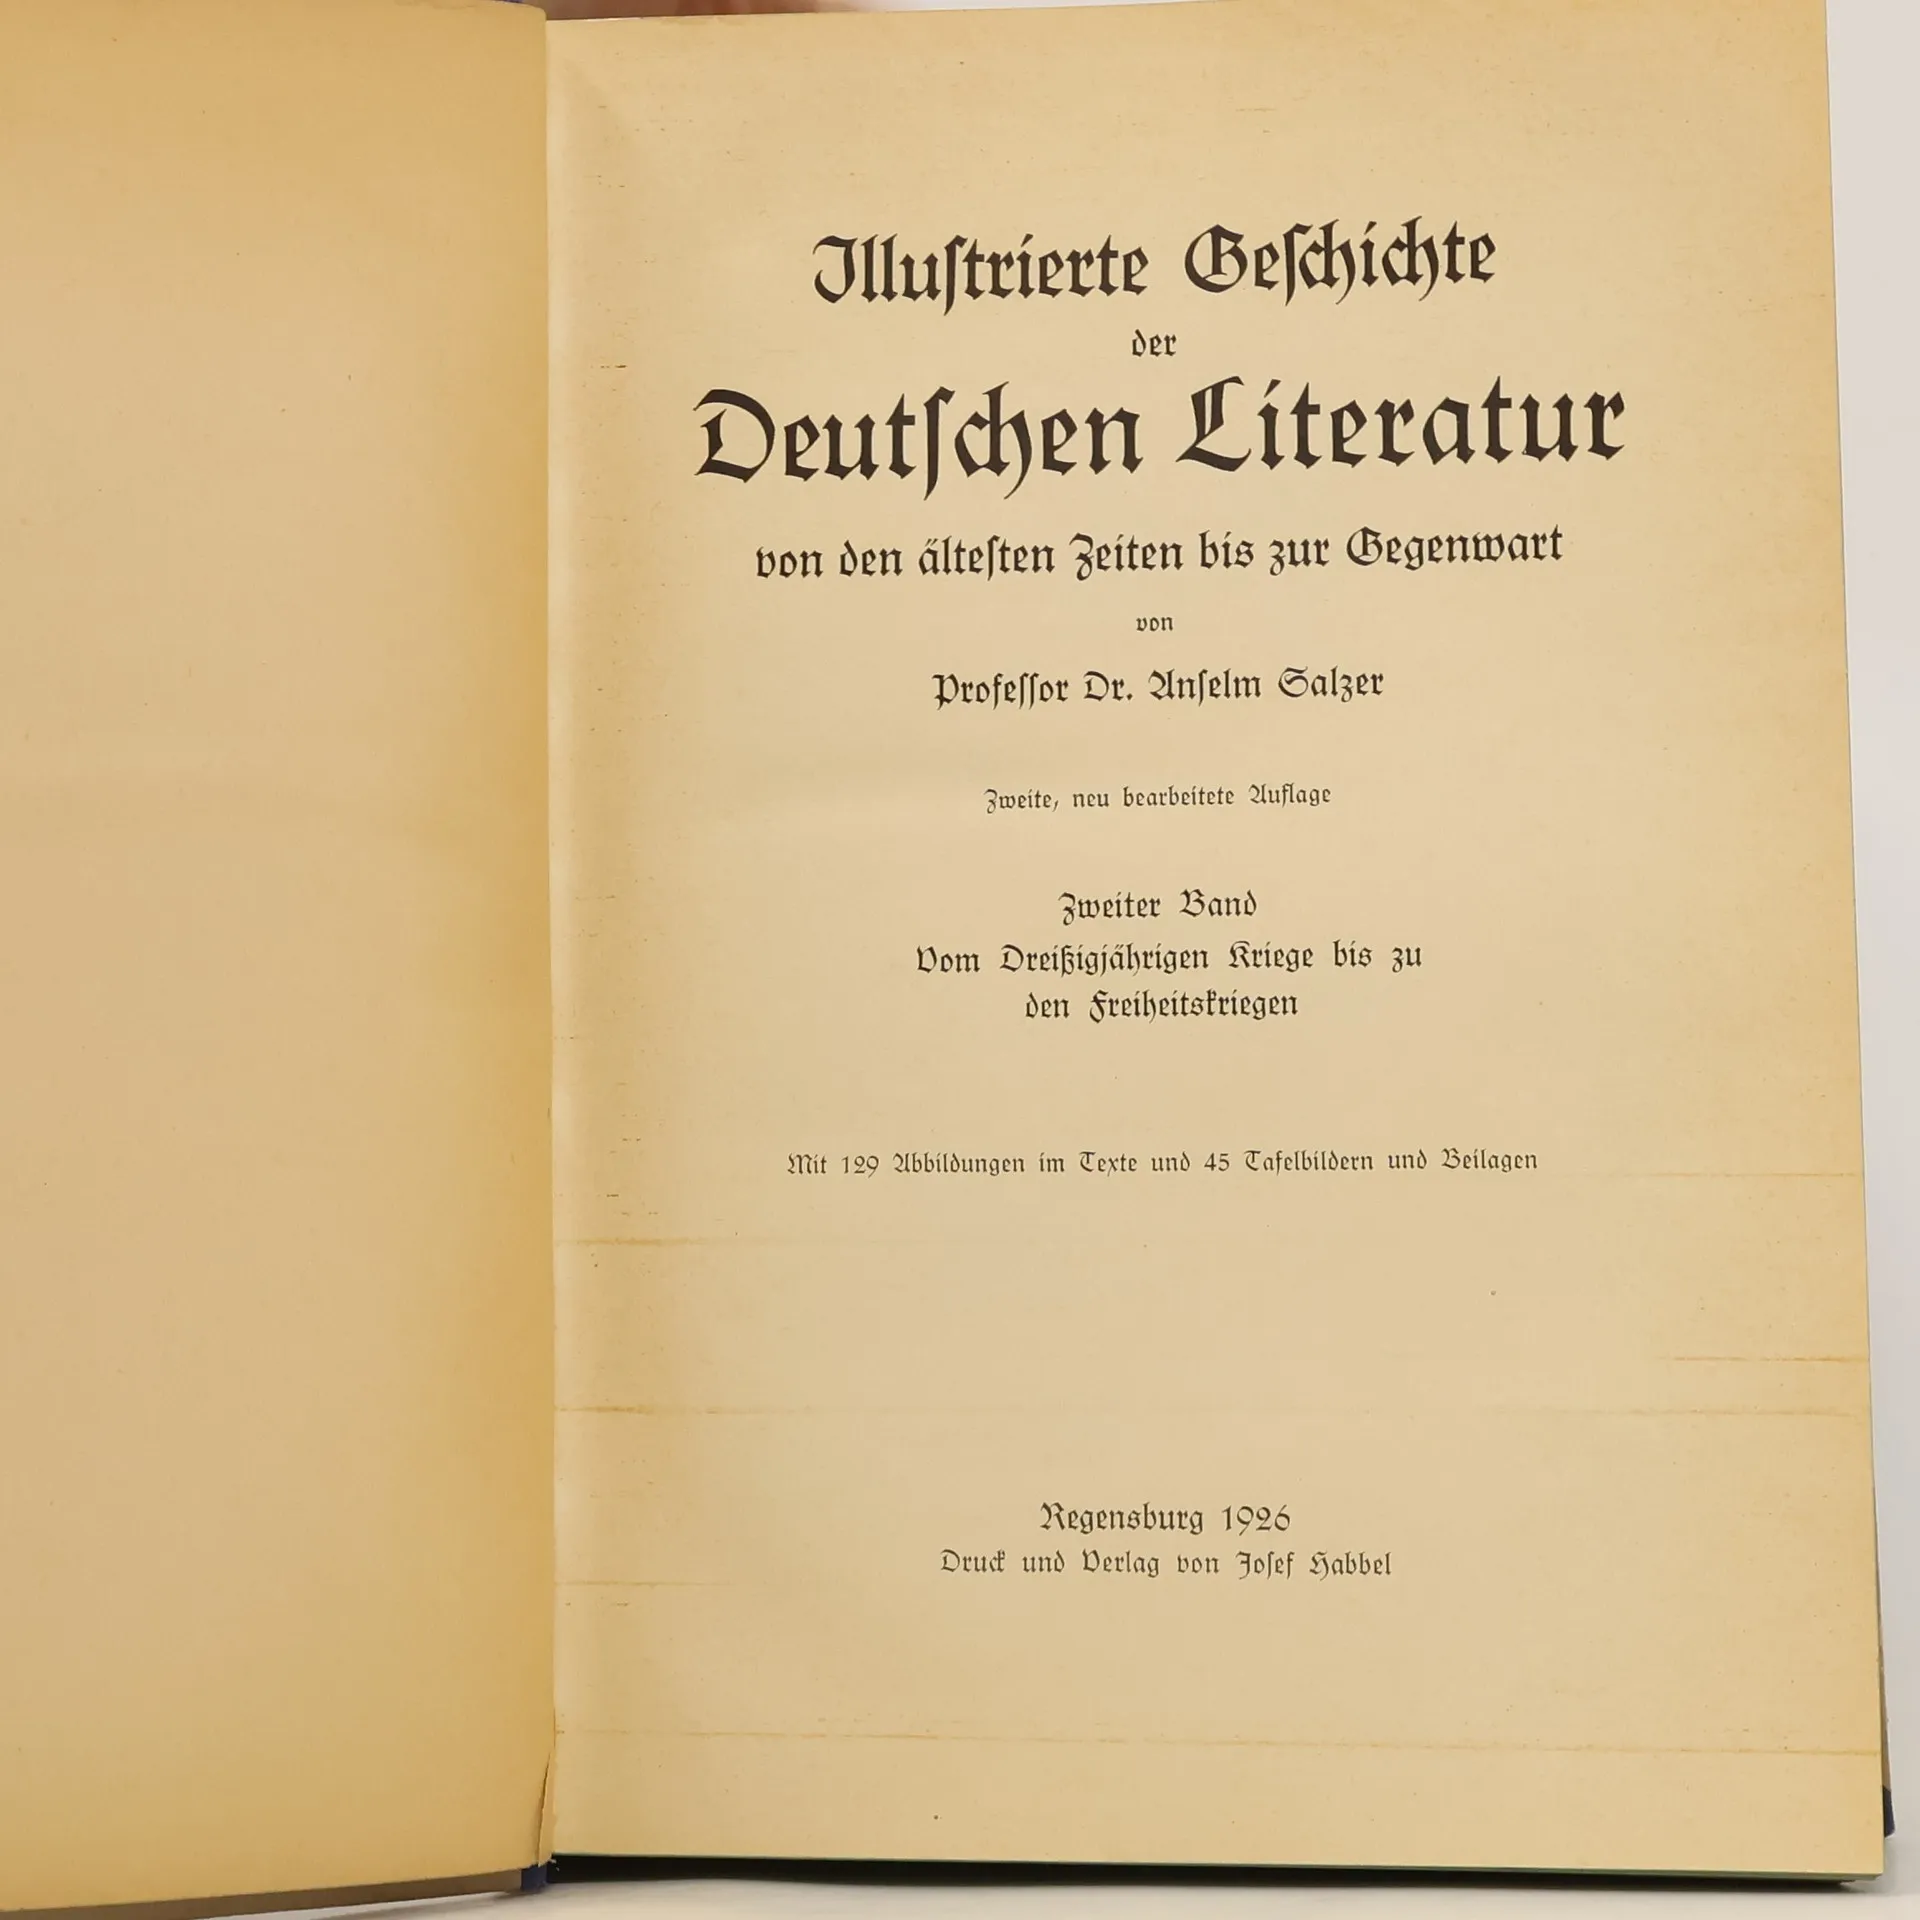 Illuſtrierte Geſchichte
der
Deutſchen Literatur
von den älteſten Zeiten bis zur Gegenwart
von
Profeſſor Dr. Anſelm Salzer
Zweite, neu bearbeitete Auflage
Zweiter Band
Vom Dreißigjährigen Kriege bis zu
den Freiheitskriegen
Mit 129 Abbildungen im Texte und 45 Tafelbildern und Beilagen
Regensburg 1926
Druck und Verlag von Joſef Habbel